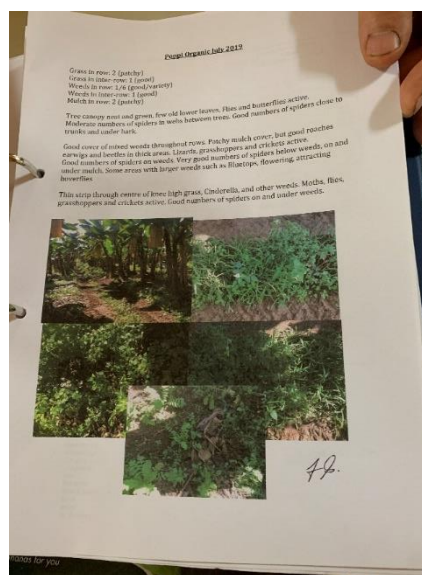 Fungi Organic July 2019
Grass in row: 2 (patchy)
Grass in inter-row: 1 (good)
Weeds in row: 1/6 (good/variety)
Weeds in inter-row: 1 (good)
Mulch in row: 2 (patchy)
Tree canopy neat and green, few old lower leaves. Flies and butterflies active.
Moderate numbers of spiders in webs between trees. Good numbers of spiders close to
trunks and under bark.
Good cover of mixed weeds throughout rows. Patchy mulch cover, but good roaches
earwigs and beetles in thick areas. Lizards, grasshoppers and crickets active.
Good numbers of spiders on weeds. Very good numbers of spiders below weeds, on and
under mulch. Some areas with larger weeds such as Bluetops, flowering, attracting
hoverflies
Thin strip through centre of knee high grass, Cinderella, and other weeds. Moths, flies,
grasshoppers and crickets active. Good numbers of spiders on and under weeds.
for you